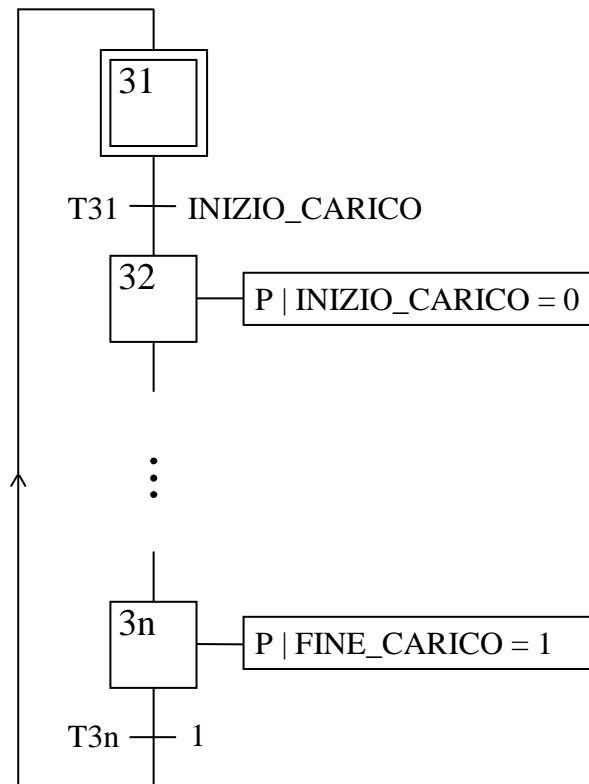 31
T31 INIZIO_CARICO
32
P | INIZIO_CARICO = 0
3n
P | FINE_CARICO = 1
T3n 1